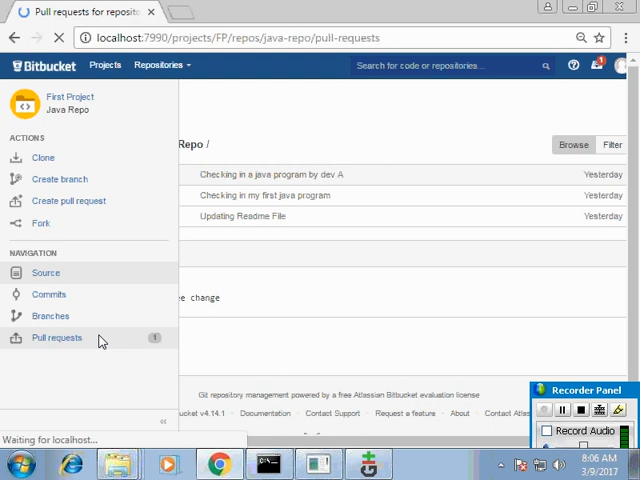 Pull requests for reposito
localhost:7990/projects/FP/repos/java-repo/pull-requests
Bitbucket Projects Repositories Search for code or repositories... 1
First Project
Java Repo
ACTIONS
Clone
Create branch
Create pull request
Fork
NAVIGATION
Source
Commits
Branches
Pull requests 1
Repo / Browse Filter
Checking in a java program by dev A Yesterday
Checking in my first java program Yesterday
Updating Readme File Yesterday
e change
Git repository management powered by a free Atlassian Bitbucket evaluation license
ucket v4.14.1 Documentation Contact Support Request a feature About Contact Atlas
Waiting for localhost...
Recorder Panel
Record Audio
8:06 AM
3/9/2017